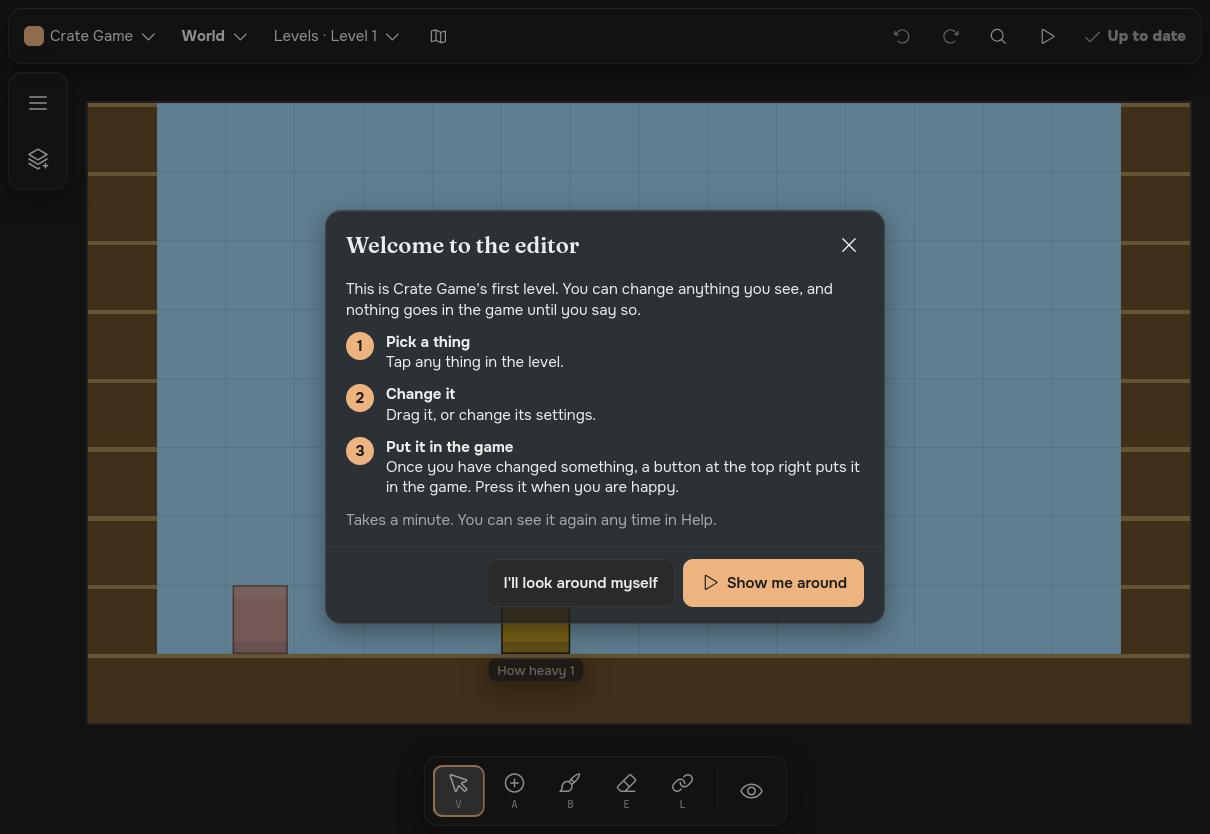 Crate Game World Levels · Level 1 Up to date
Welcome to the editor
This is Crate Game's first level. You can change anything you see, and
nothing goes in the game until you say so.
1 Pick a thing
Tap any thing in the level.
2 Change it
Drag it, or change its settings.
3 Put it in the game
Once you have changed something, a button at the top right puts it
in the game. Press it when you are happy.
Takes a minute. You can see it again any time in Help.
I'll look around myself Show me around
How heavy 1
V A B E L